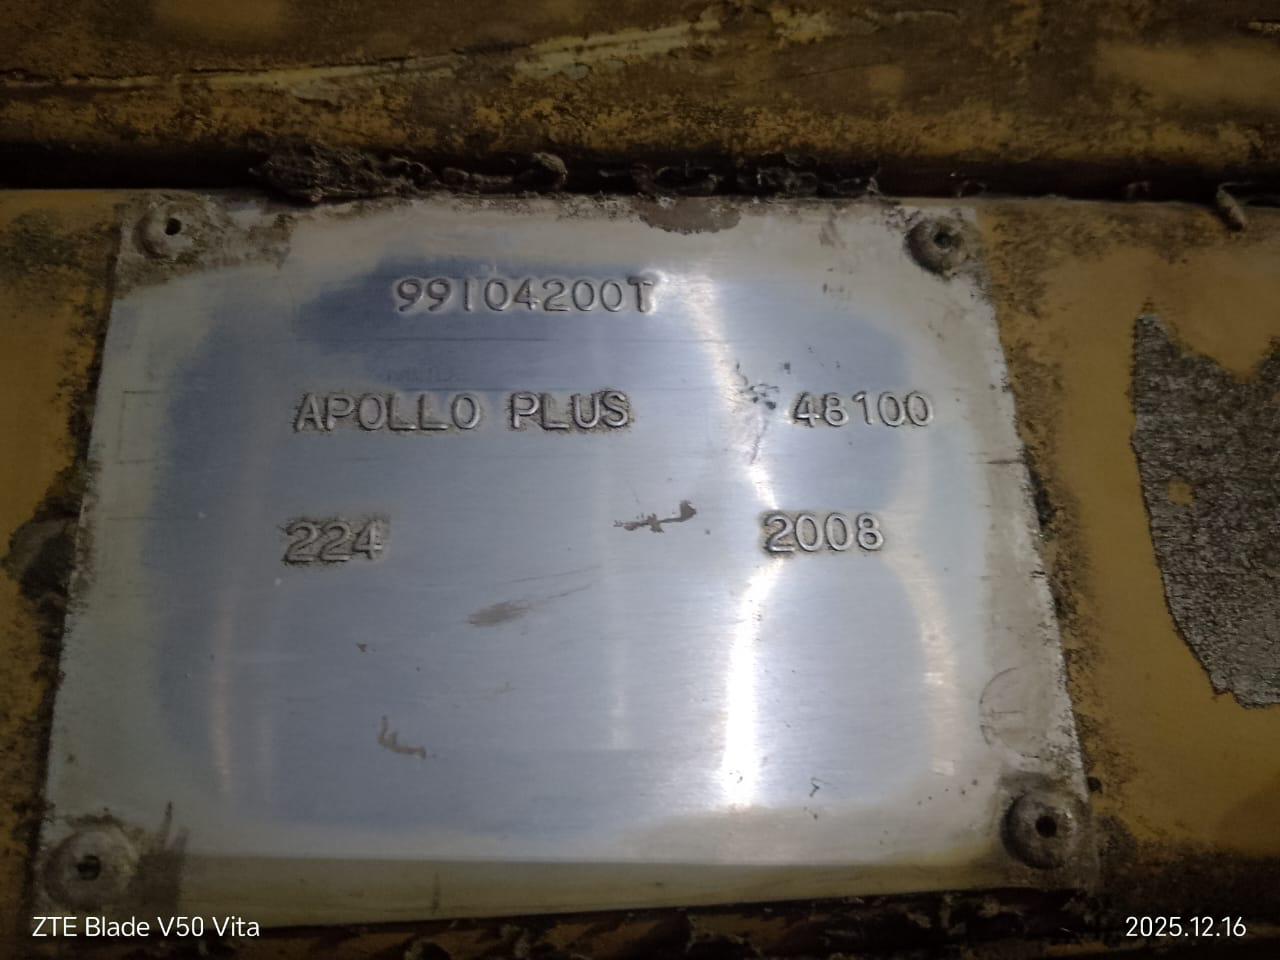 99104200T
APOLLO PLUS 48100
224 2008
ZTE Blade V50 Vita
2025.12.16